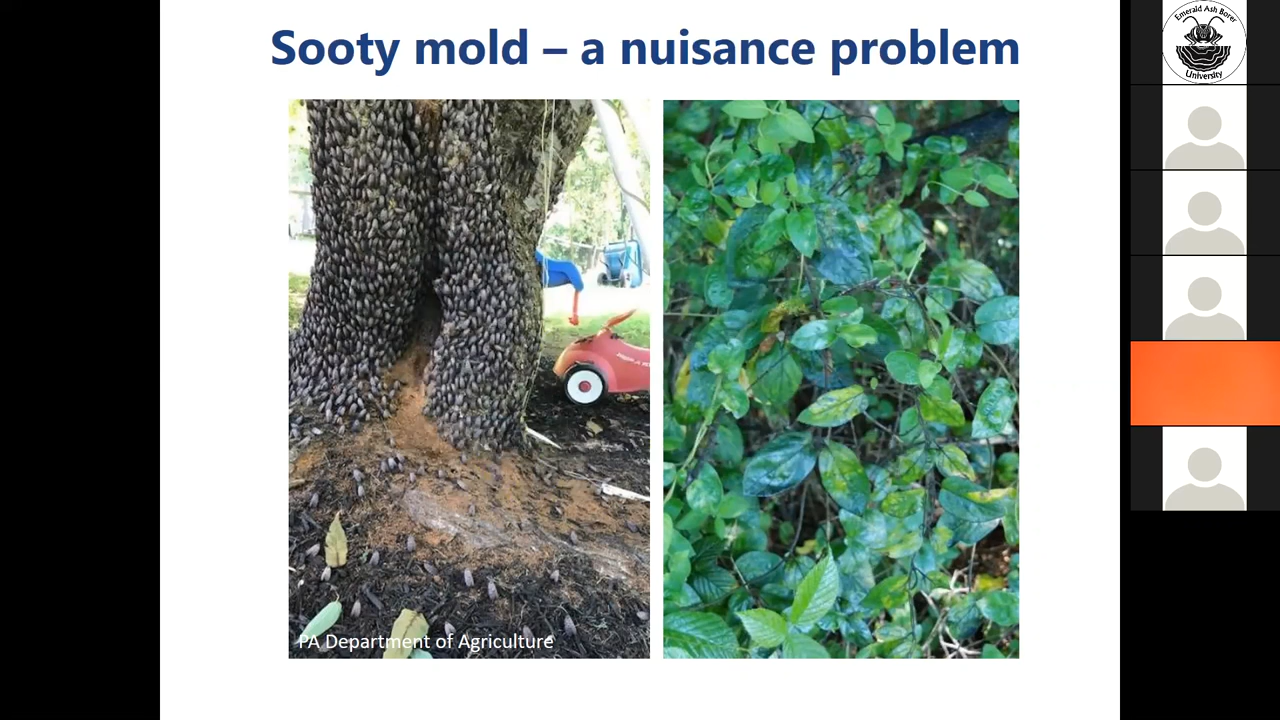 Sooty mold – a nuisance problem
PA Department of Agriculture
Emerald Ash Borer
University